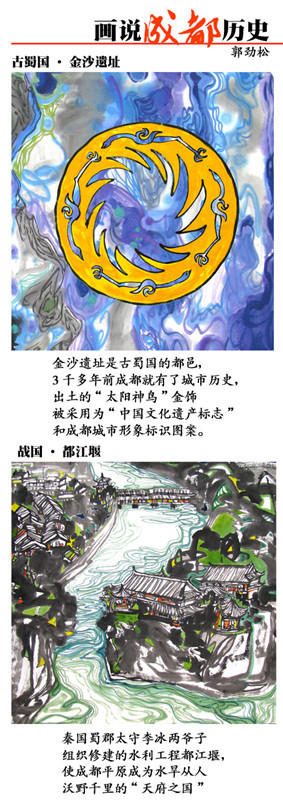 画说成都历史
郭劲松
古蜀国·金沙遗址
金沙遗址是古蜀国的都邑，
3千多年前成都就有了城市历史，
出土的“太阳神鸟”金饰
被采用为“中国文化遗产标志”
和成都城市形象标识图案。
战国·都江堰
秦国蜀郡太守李冰两爷子
组织修建的水利工程都江堰，
使成都平原成为水旱从人
沃野千里的“天府之国”